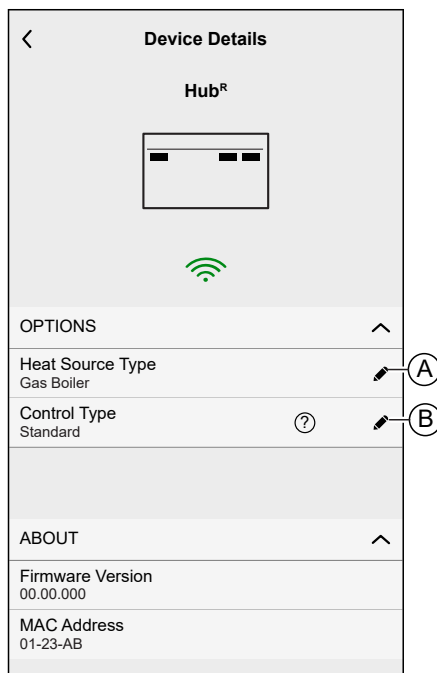 Device Details
Hubᴿ
OPTIONS
Heat Source Type
Gas Boiler
A
Control Type
Standard
?
B
ABOUT
Firmware Version
00.00.000
MAC Address
01-23-AB